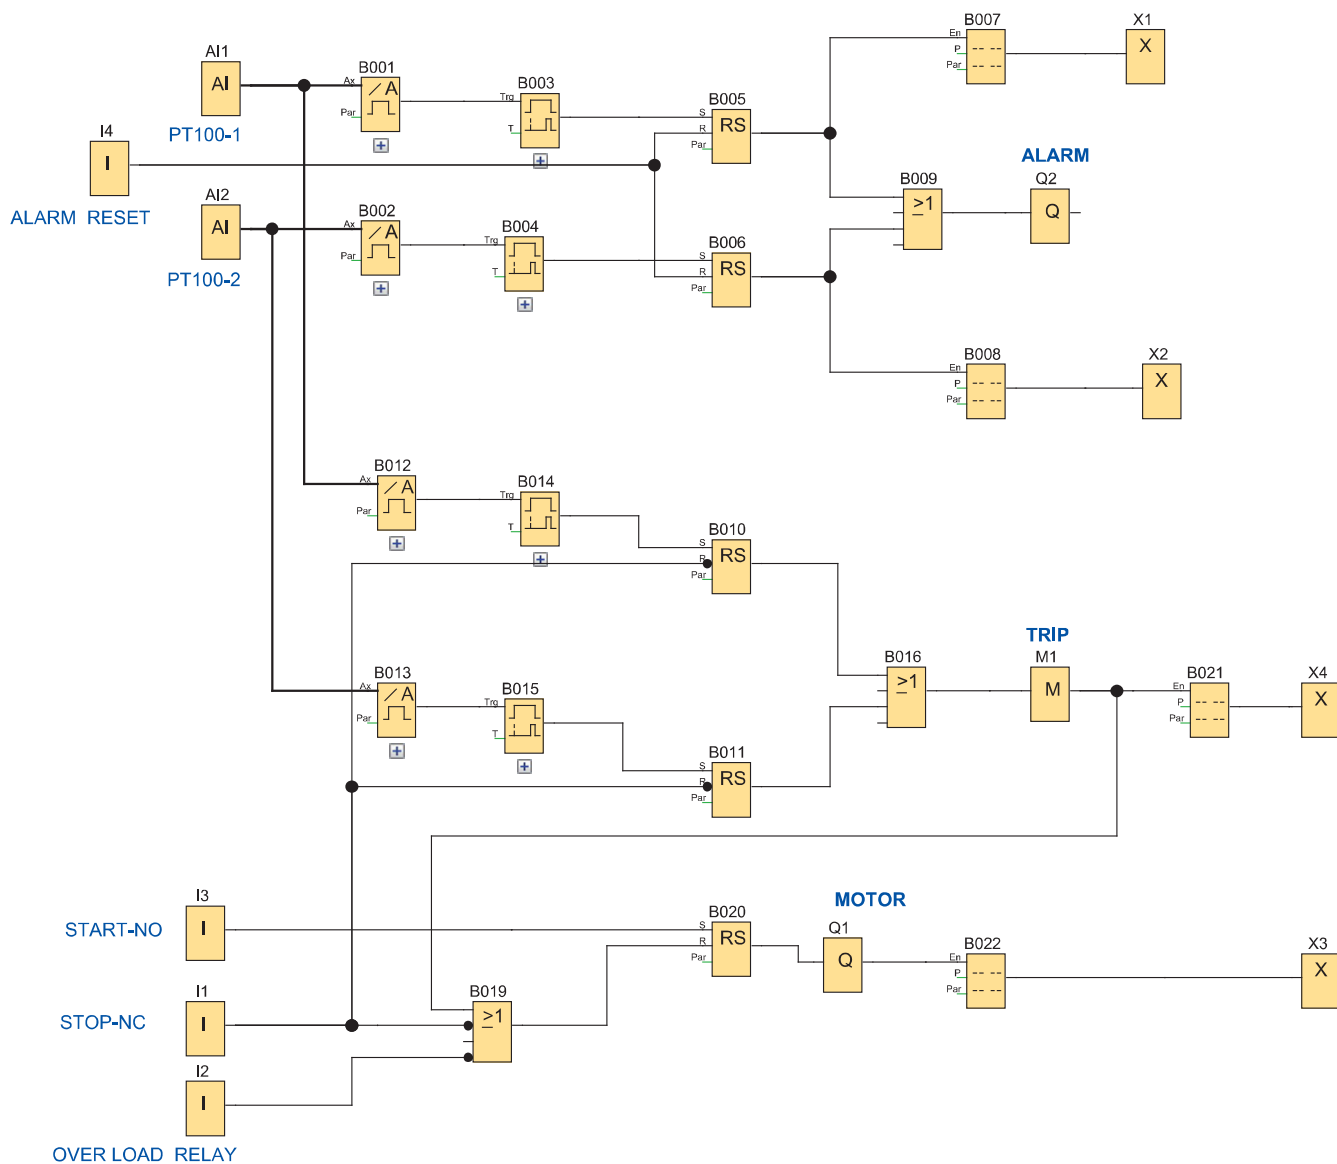 B007
X1
En
P
Par
-- --
-- --
X
AI1
AI
PT100-1
B001
Ax
Par
/A
B003
Trg
T
B005
S
R
Par
RS
I4
I
ALARM RESET
ALARM
B009
≥1
Q2
Q
AI2
AI
PT100-2
B002
Ax
Par
/A
B004
Trg
T
B006
S
R
Par
RS
B008
En
P
Par
-- --
-- --
X2
X
B012
Ax
Par
/A
B014
Trg
T
B010
S
R
Par
RS
TRIP
B016
≥1
M1
M
B021
En
P
Par
-- --
-- --
X4
X
B013
Ax
Par
/A
B015
Trg
T
B011
S
R
Par
RS
I3
I
START-NO
B020
S
R
Par
RS
MOTOR
Q1
Q
B022
En
P
Par
-- --
-- --
X3
X
I1
I
STOP-NC
B019
≥1
I2
I
OVER LOAD RELAY